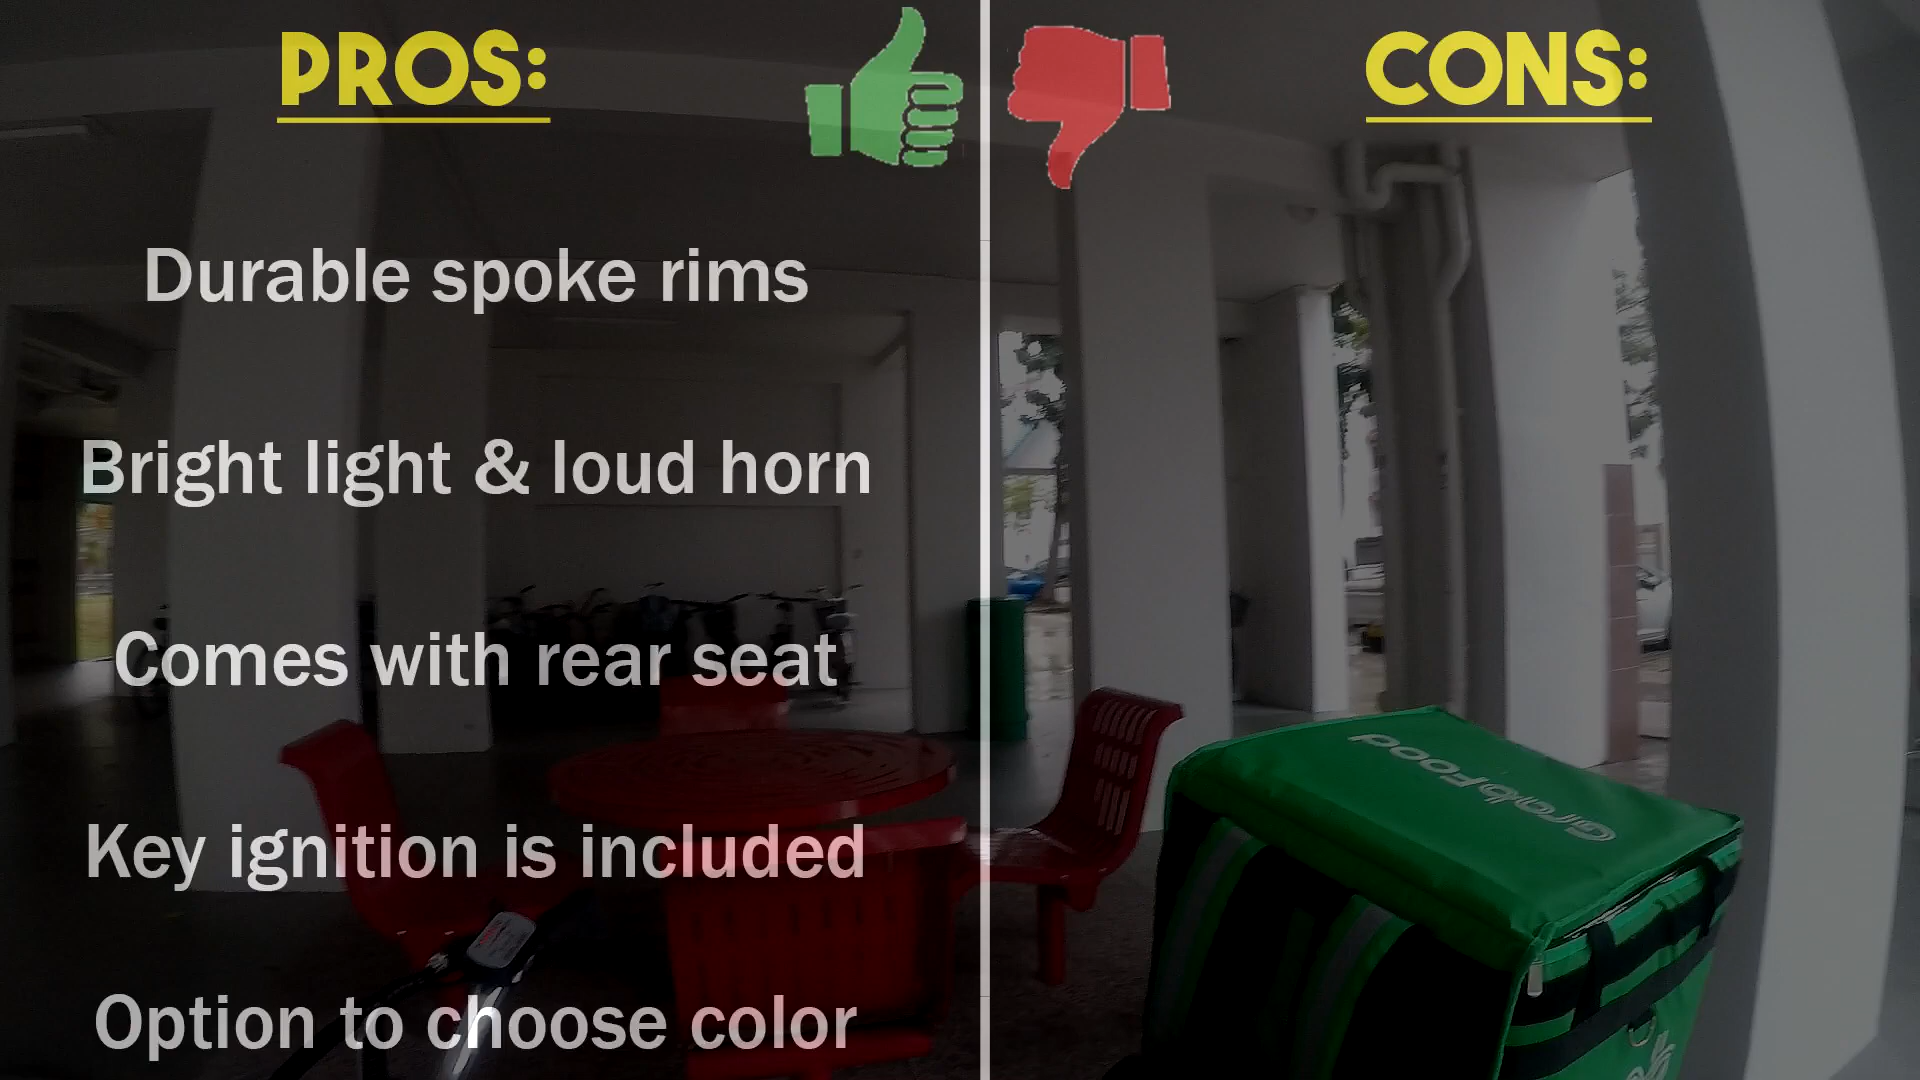 PROS:
CONS:
Durable spoke rims
Bright light & loud horn
Comes with rear seat
Key ignition is included
Option to choose color
GrabFood